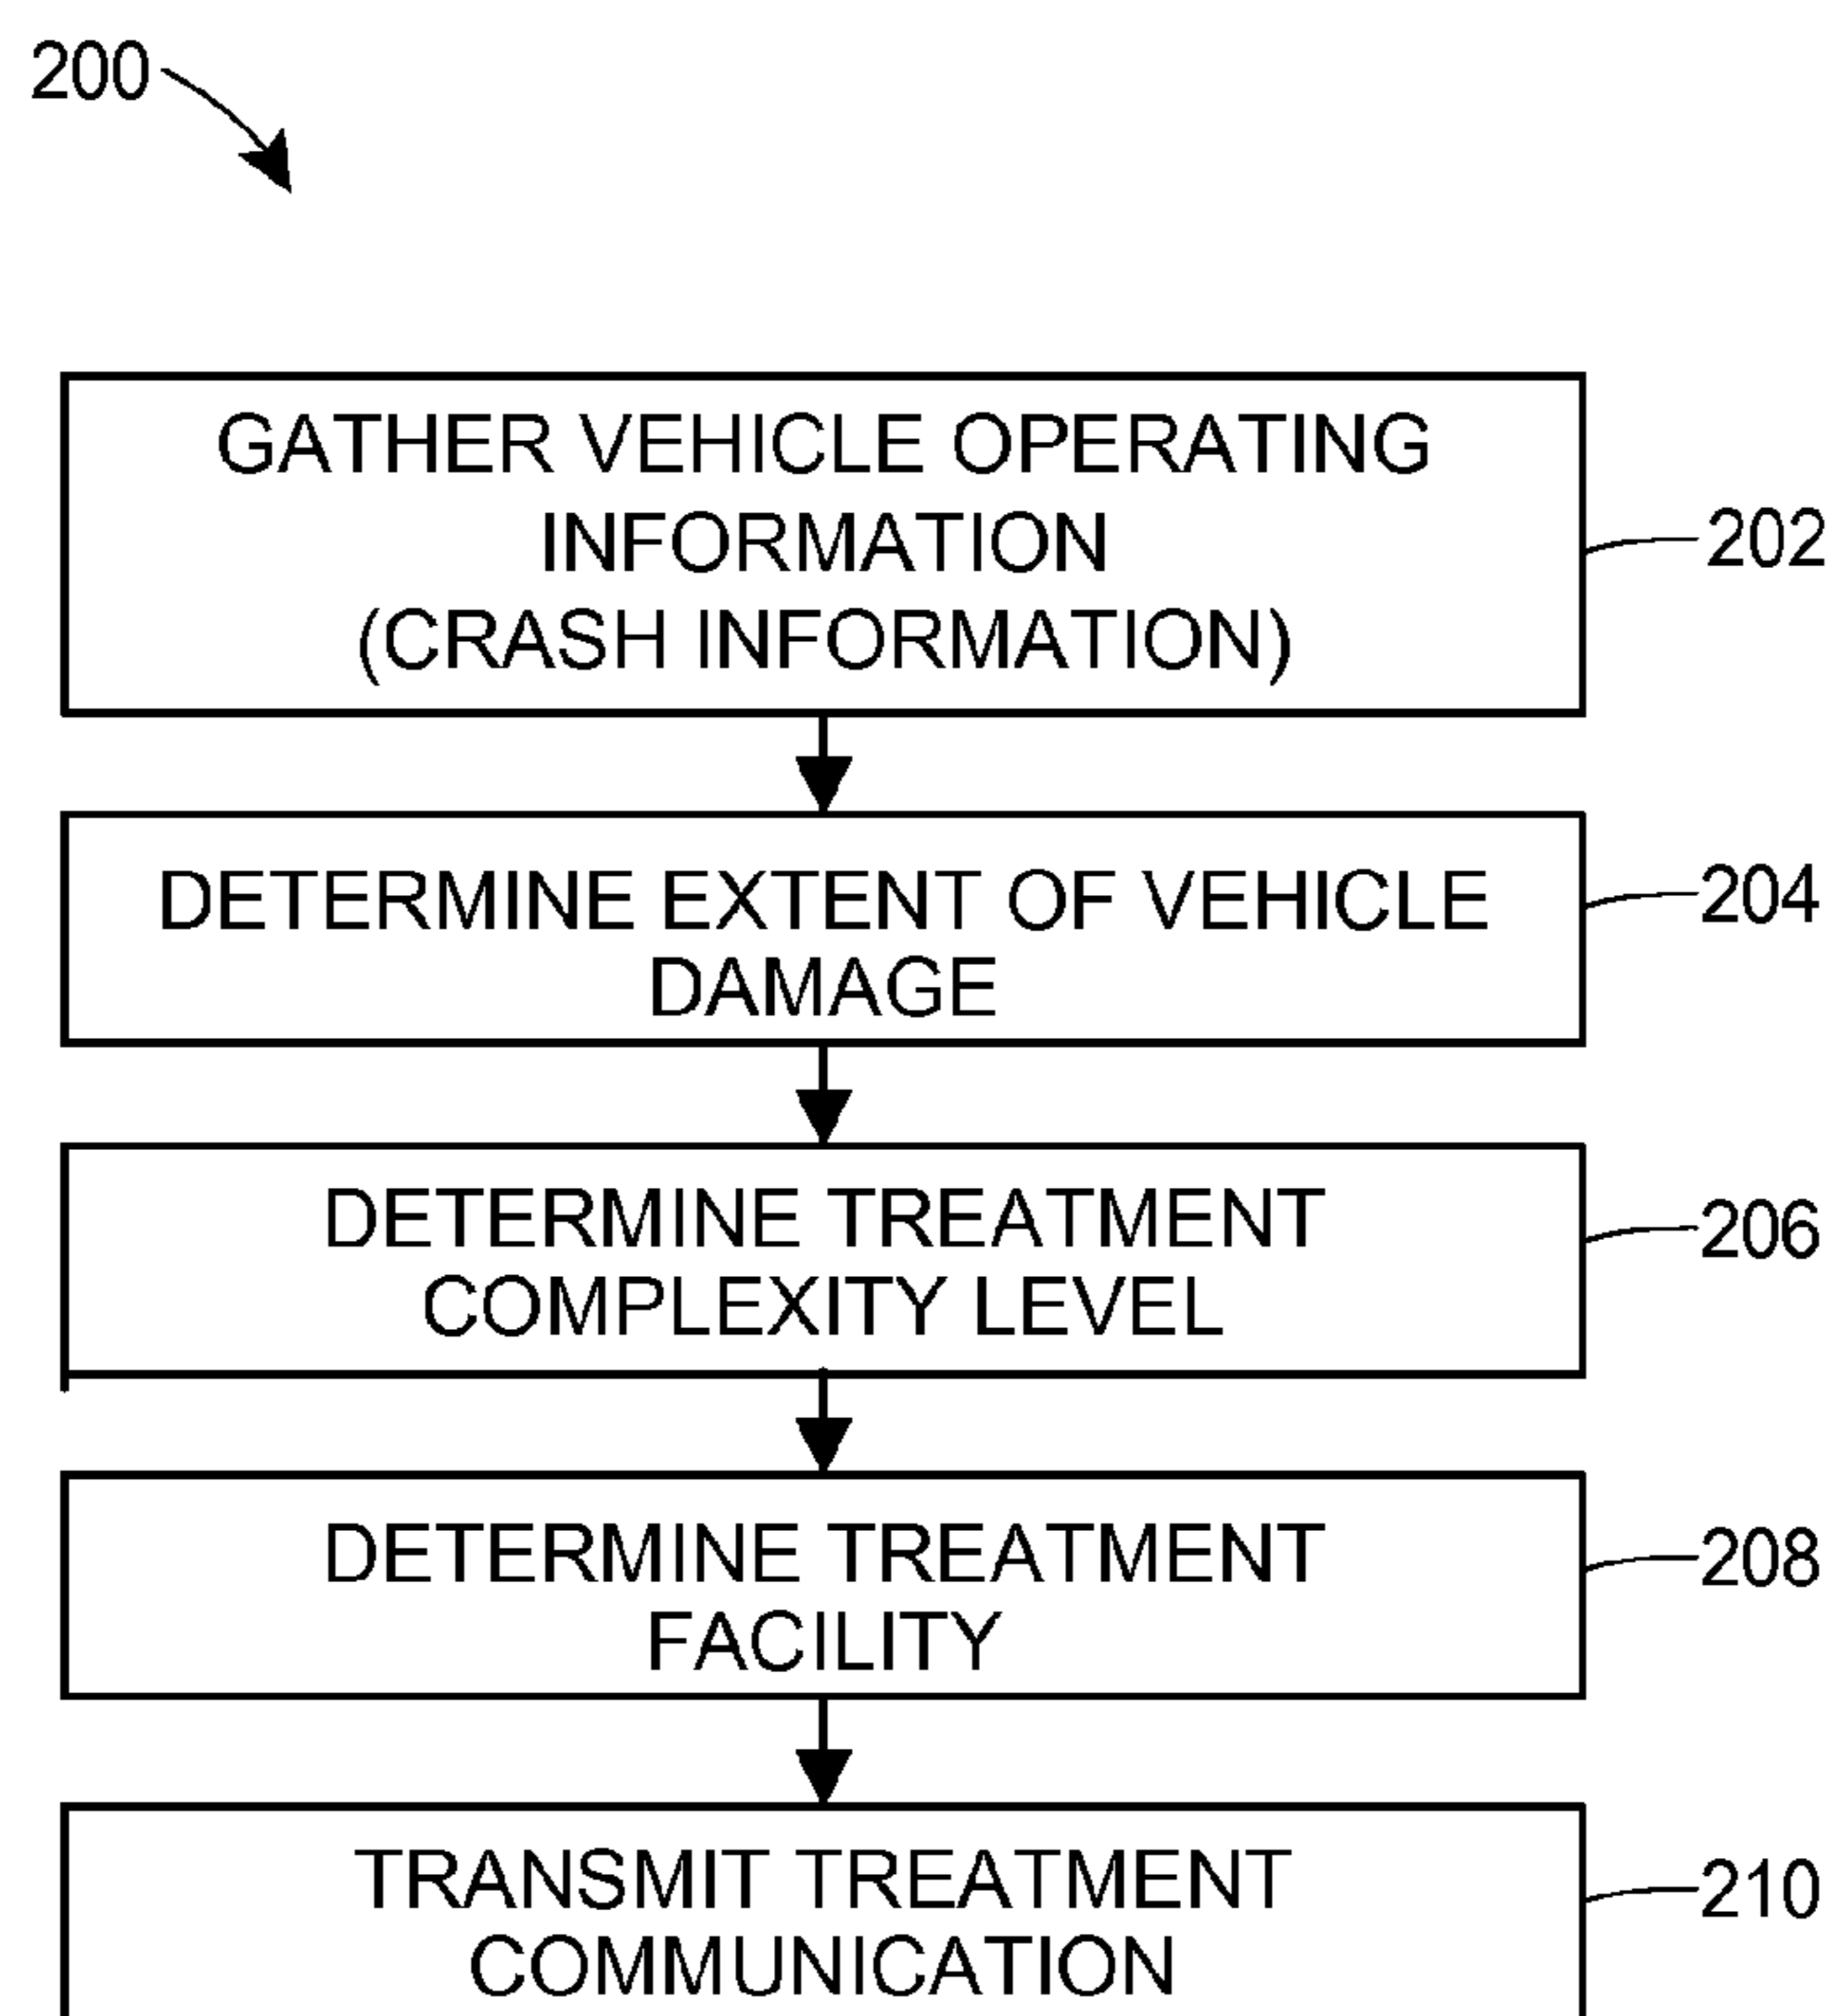 200
GATHER VEHICLE OPERATING
INFORMATION
(CRASH INFORMATION)
202
DETERMINE EXTENT OF VEHICLE
DAMAGE
204
DETERMINE TREATMENT
COMPLEXITY LEVEL
206
DETERMINE TREATMENT
FACILITY
208
TRANSMIT TREATMENT
COMMUNICATION
210